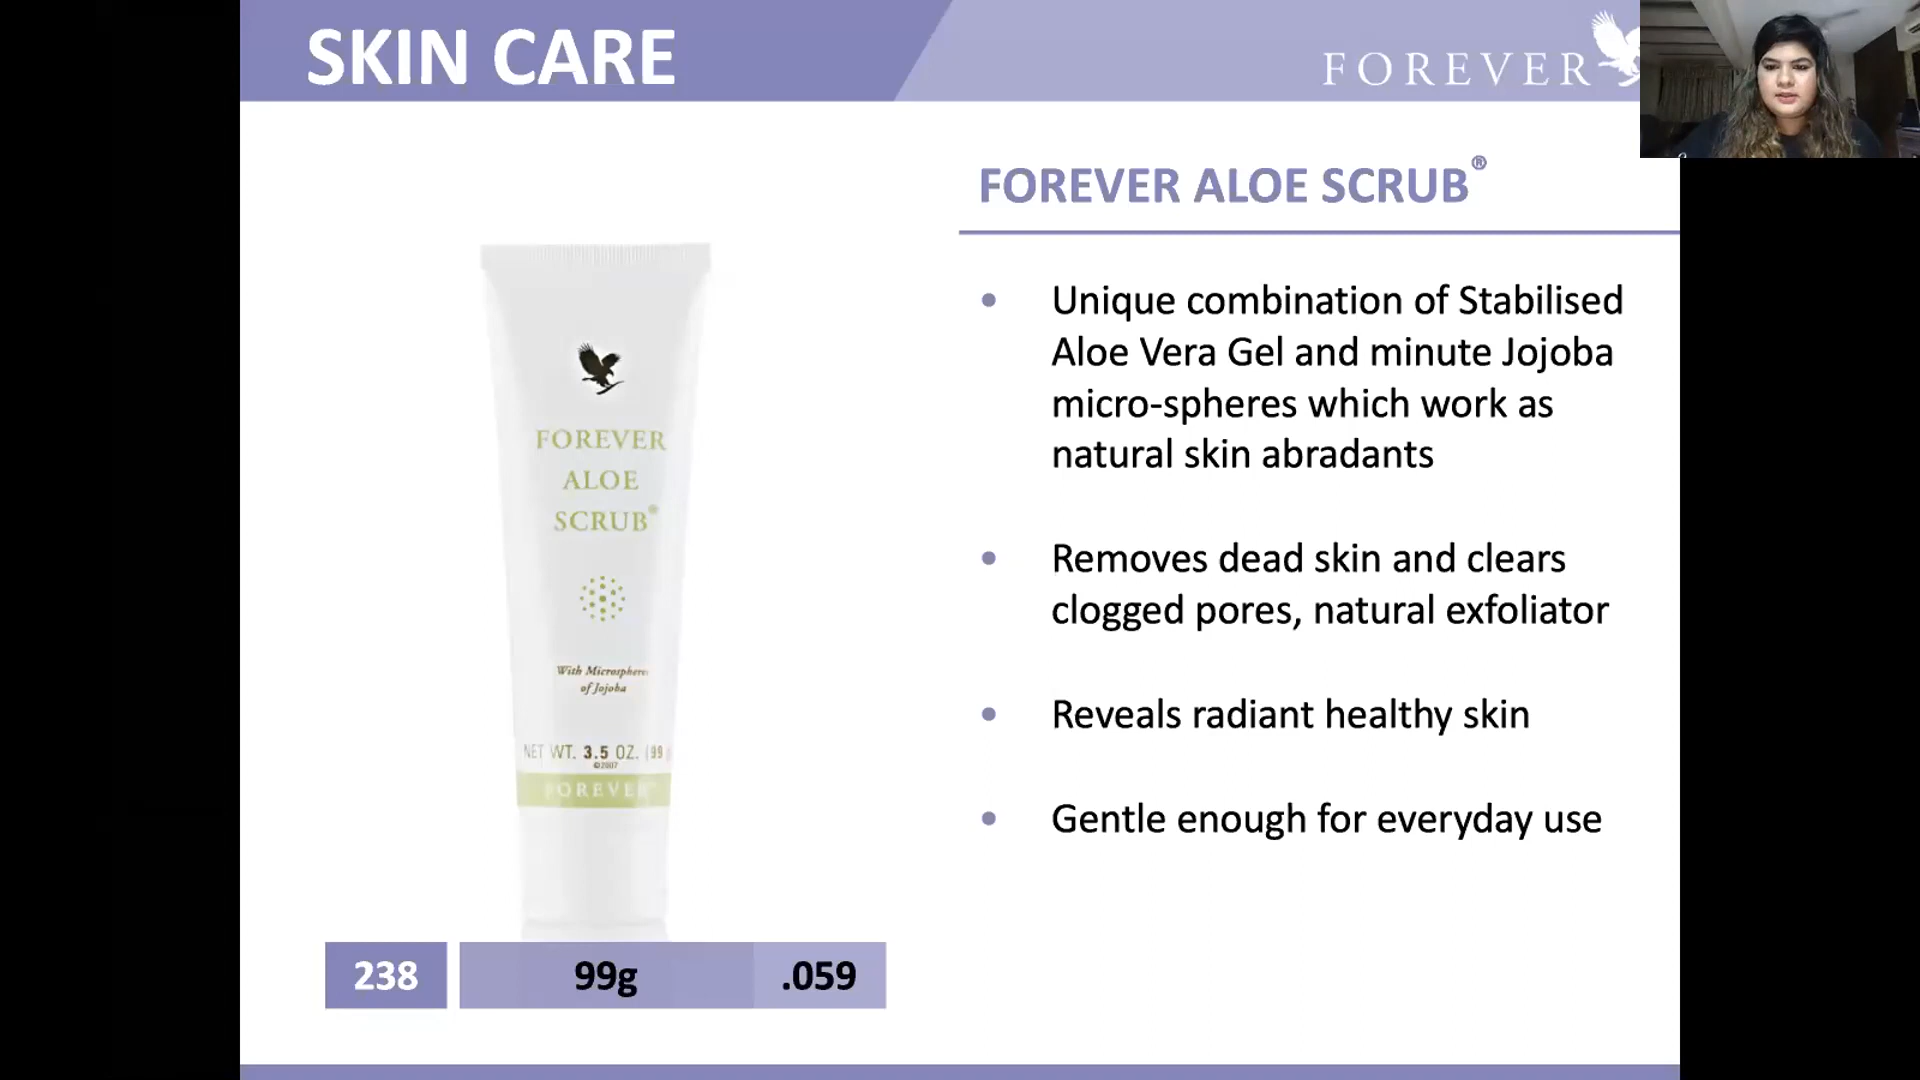 SKIN CARE
FOREVER
FOREVER ALOE SCRUB®
• Unique combination of Stabilised
Aloe Vera Gel and minute Jojoba
micro-spheres which work as
natural skin abradants
• Removes dead skin and clears
clogged pores, natural exfoliator
• Reveals radiant healthy skin
• Gentle enough for everyday use
FOREVER
ALOE
SCRUB®
With Microspheres
of Jojoba
NET WT. 3.5 OZ. (99
©2007
FOREVER
238 99g .059